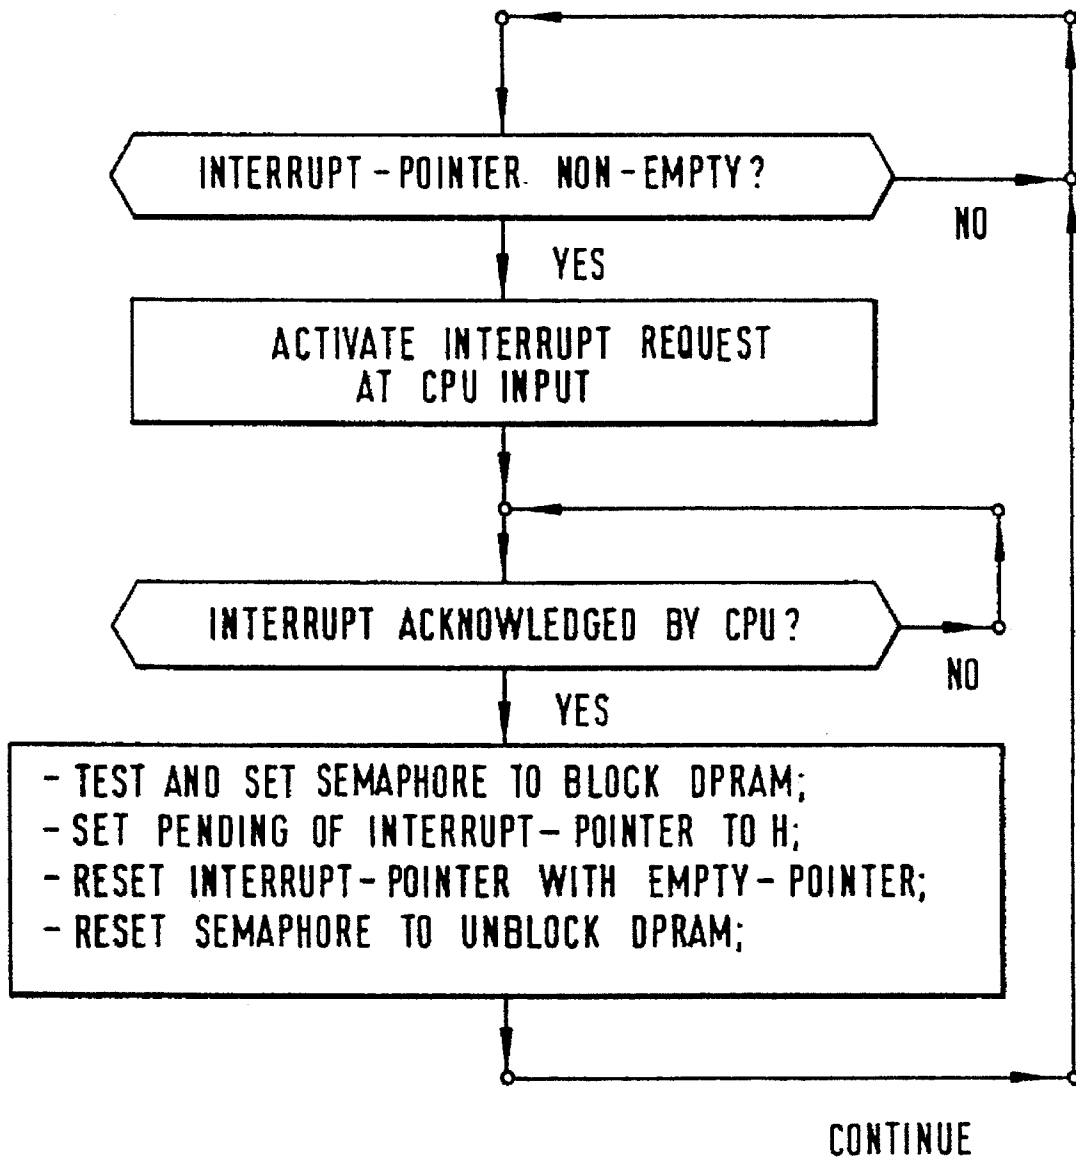 INTERRUPT-POINTER NON-EMPTY?
NO
YES
ACTIVATE INTERRUPT REQUEST
AT CPU INPUT
INTERRUPT ACKNOWLEDGED BY CPU?
NO
YES
- TEST AND SET SEMAPHORE TO BLOCK DPRAM;
- SET PENDING OF INTERRUPT-POINTER TO H;
- RESET INTERRUPT-POINTER WITH EMPTY-POINTER;
- RESET SEMAPHORE TO UNBLOCK DPRAM;
CONTINUE